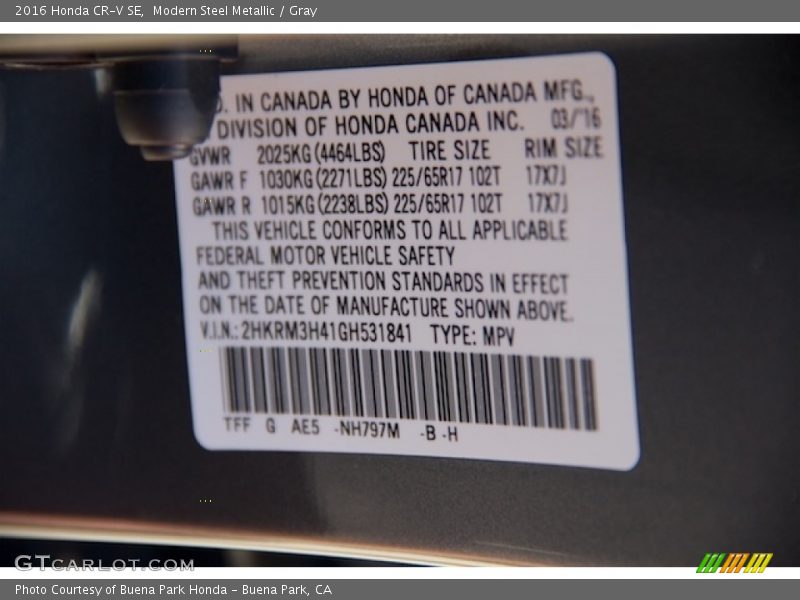 2016 Honda CR-V SE, Modern Steel Metallic / Gray
D. IN CANADA BY HONDA OF CANADA MFG.,
DIVISION OF HONDA CANADA INC. 03/'16
GVWR 2025KG (4464LBS) TIRE SIZE RIM SIZE
GAWR F 1030KG (2271LBS) 225/65R17 102T 17X7J
GAWR R 1015KG (2238LBS) 225/65R17 102T 17X7J
THIS VEHICLE CONFORMS TO ALL APPLICABLE
FEDERAL MOTOR VEHICLE SAFETY
AND THEFT PREVENTION STANDARDS IN EFFECT
ON THE DATE OF MANUFACTURE SHOWN ABOVE.
V.I.N.: 2HKRM3H41GH531841 TYPE: MPV
TFF G AE5 -NH797M -B -H
GTCARLOT.COM
Photo Courtesy of Buena Park Honda - Buena Park, CA